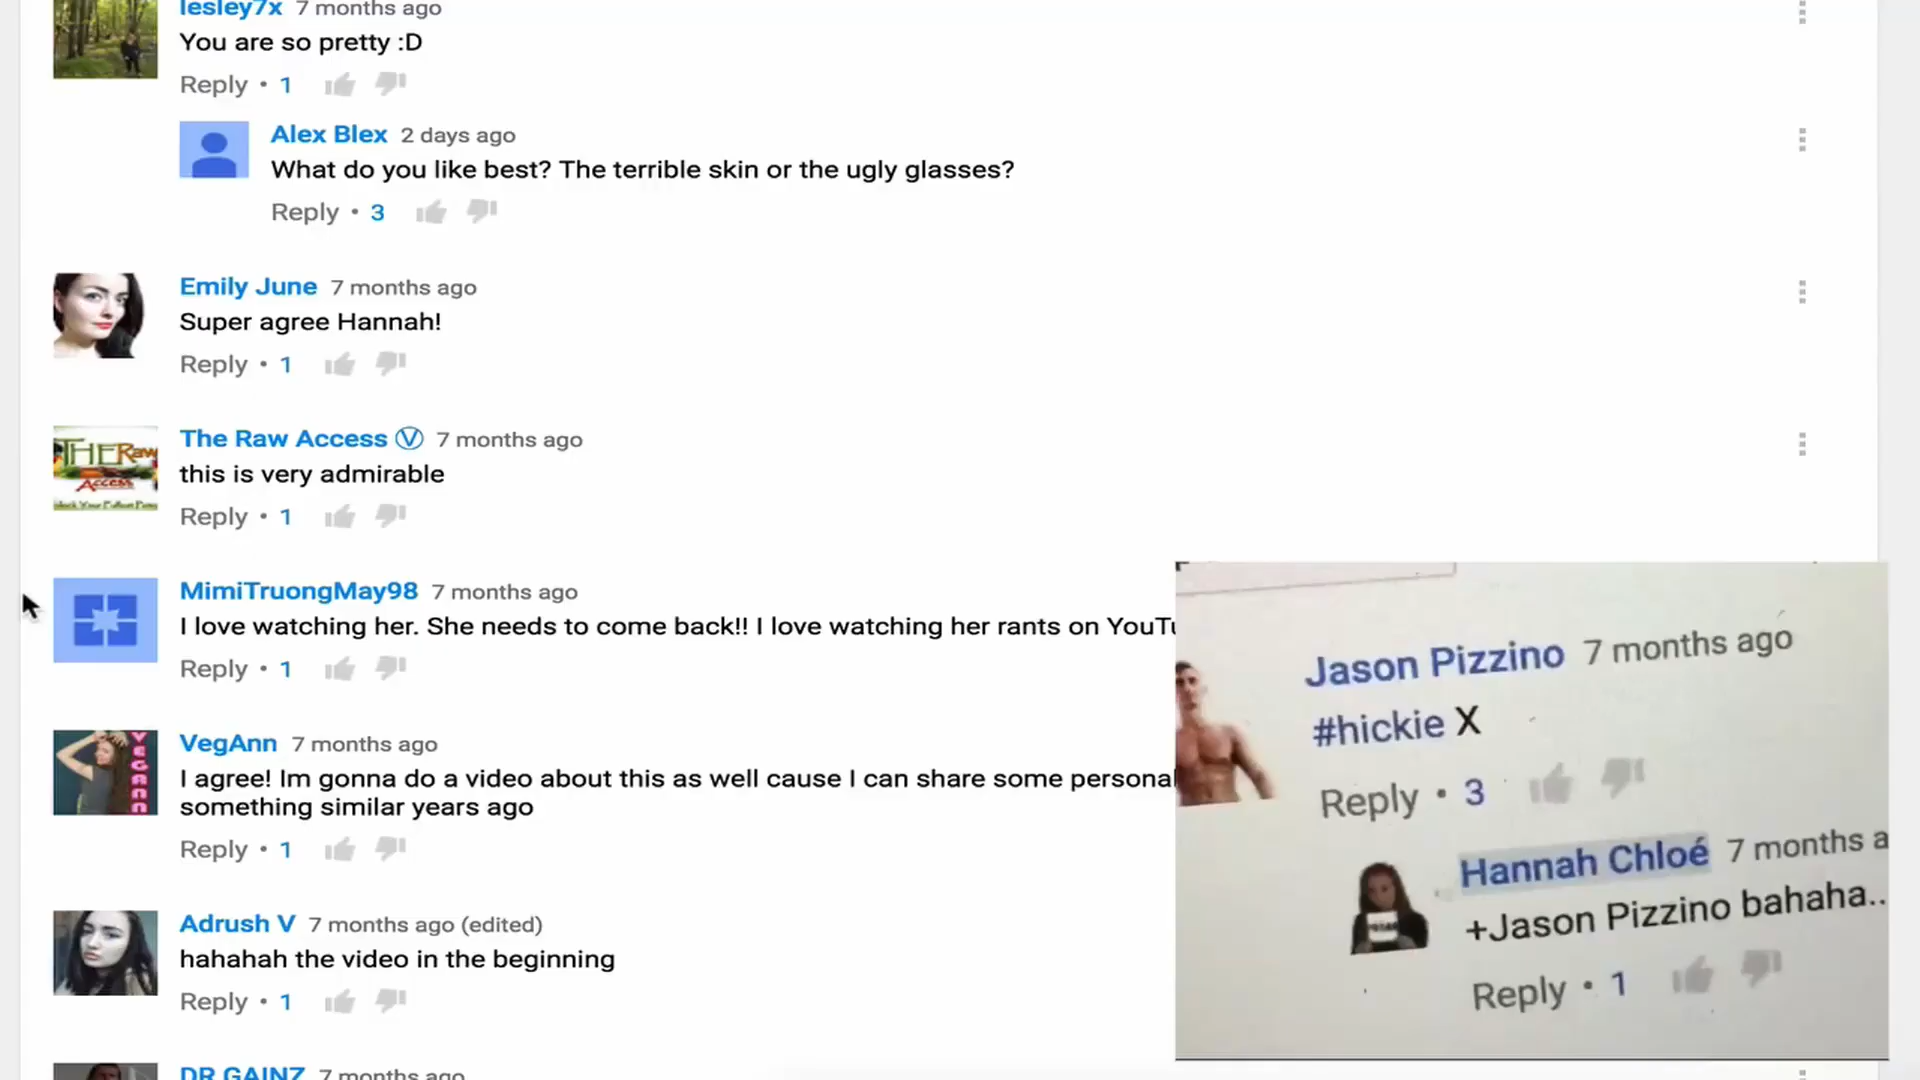 lesley7x 7 months ago
You are so pretty :D
Reply • 1
Alex Blex 2 days ago
What do you like best? The terrible skin or the ugly glasses?
Reply • 3
Emily June 7 months ago
Super agree Hannah!
Reply • 1
THE Raw
Access
The Raw Access Ⓥ 7 months ago
this is very admirable
Reply • 1
MimiTruongMay98 7 months ago
I love watching her. She needs to come back!! I love watching her rants on YouTu
Reply • 1
VEGANN
VegAnn 7 months ago
I agree! Im gonna do a video about this as well cause I can share some personal
something similar years ago
Reply • 1
Adrush V 7 months ago (edited)
hahahah the video in the beginning
Reply • 1
DR GAINZ 7 months ago
Jason Pizzino 7 months ago
#hickie X
Reply • 3
Hannah Chloé 7 months a
+Jason Pizzino bahaha..
Reply • 1